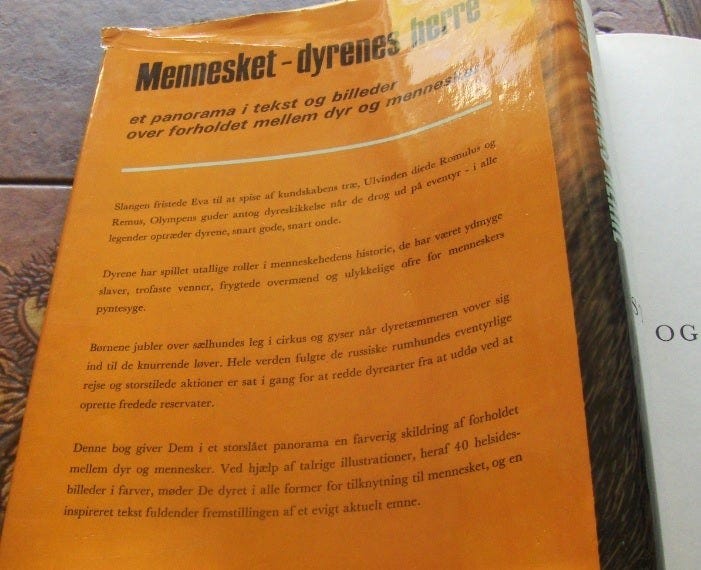 Mennesket - dyrenes herre
et panorama i tekst og billeder
over forholdet mellem dyr og mennesker
Slangen fristede Eva til at spise af kundskabens træ, Ulvinden diede Romulus og
Remus, Olympens guder antog dyreskikkelse når de drog ud på eventyr - i alle
legender optræder dyrene, snart gode, snart onde.
Dyrene har spillet utallige roller i menneskehedens historie, de har været ydmyge
slaver, trofaste venner, frygtede overmænd og ulykkelige ofre for menneskers
pyntesyge.
Børnene jubler over sælhundes leg i cirkus og gyser når dyretæmmeren vover sig
ind til de knurrende løver. Hele verden fulgte de russiske rumhundes eventyrlige
rejse og storstilede aktioner er sat i gang for at redde dyrearter fra at uddø ved at
oprette fredede reservater.
Denne bog giver Dem i et storslået panorama en farverig skildring af forholdet
mellem dyr og mennesker. Ved hjælp af talrige illustrationer, heraf 40 helsides-
billeder i farver, møder De dyret i alle former for tilknytning til mennesket, og en
inspireret tekst fuldender fremstillingen af et evigt aktuelt emne.
OG